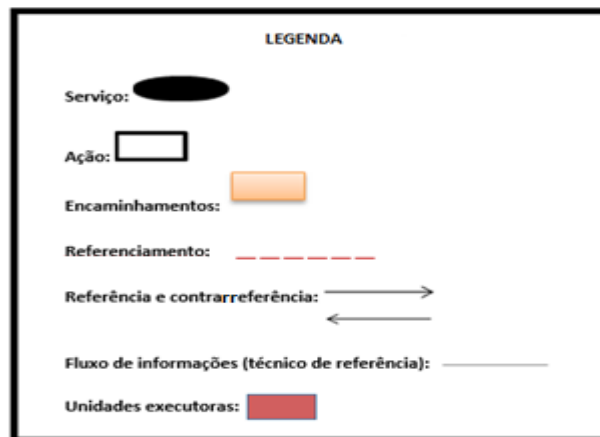 LEGENDA
Serviço:
Ação:
Encaminhamentos:
Referenciamento:
Referência e contrarreferência:
Fluxo de informações (técnico de referência):
Unidades executoras: